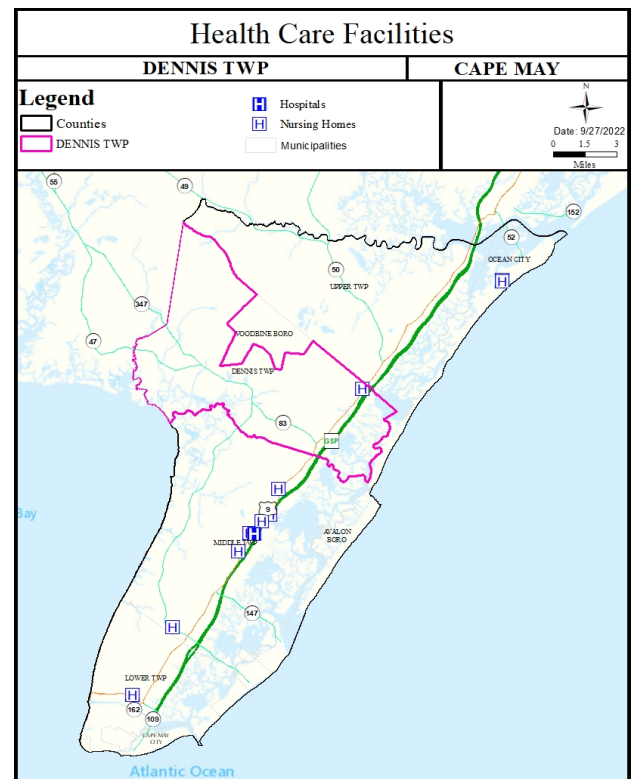 Health Care Facilities
DENNIS TWP
CAPE MAY
Legend
Counties
DENNIS TWP
H Hospitals
H Nursing Homes
Municipalities
N
Date: 9/27/2022
0 1.5 3
Miles
55
49
152
52
OCEAN CITY
50
UPPER TWP
H
347
47
WOODBINE BORO
DENNIS TWP
H
83
GSP
H
9
H
H
MIDDLE TWP
H
AVALON
BORO
Bay
147
H
LOWER TWP
H
162
109
CAPE MAY
CITY
Atlantic Ocean